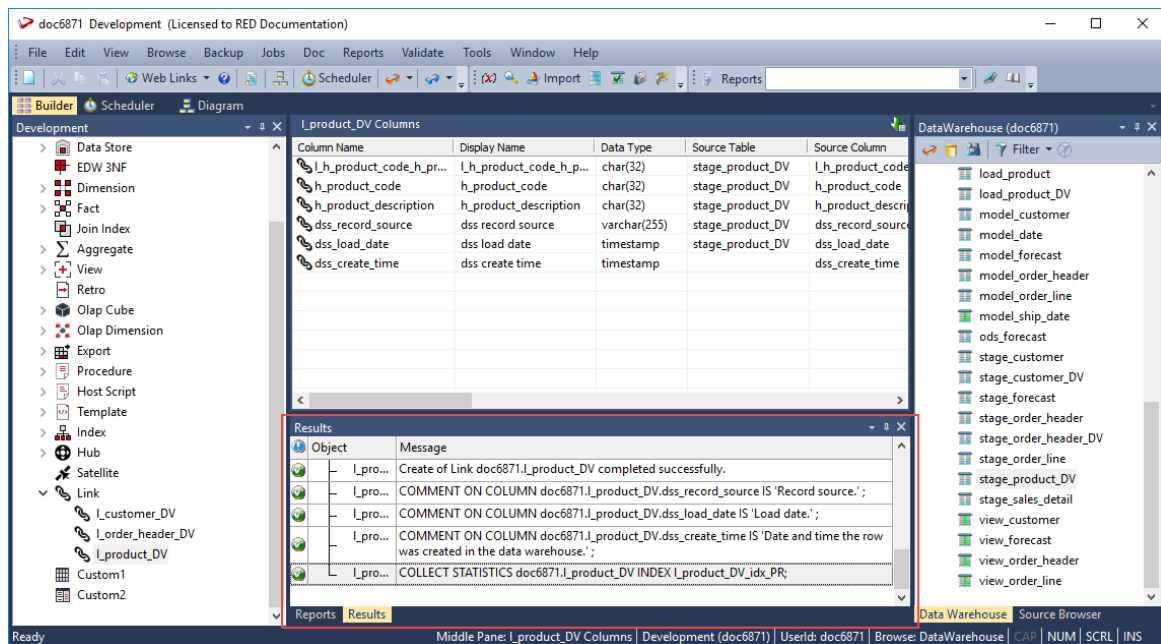 doc6871 Development (Licensed to RED Documentation)
File Edit View Browse Backup Jobs Doc Reports Validate Tools Window Help
Web Links Scheduler Import Reports
Builder Scheduler Diagram
Development
Data Store
EDW 3NF
Dimension
Fact
Join Index
Aggregate
View
Retro
Olap Cube
Olap Dimension
Export
Procedure
Host Script
Template
Index
Hub
Satellite
Link
l_customer_DV
l_order_header_DV
l_product_DV
Custom1
Custom2
l_product_DV Columns
Column Name Display Name Data Type Source Table Source Column
l_h_product_code_h_pr... l_h_product_code_h_p... char(32) stage_product_DV l_h_product_code
h_product_code h_product_code char(32) stage_product_DV h_product_code
h_product_description h_product_description char(32) stage_product_DV h_product_descri
dss_record_source dss record source varchar(255) stage_product_DV dss_record_sourc
dss_load_date dss load date timestamp stage_product_DV dss_load_date
dss_create_time dss create time timestamp dss_create_time
Results
Object Message
l_pro... Create of Link doc6871.l_product_DV completed successfully.
l_pro... COMMENT ON COLUMN doc6871.l_product_DV.dss_record_source IS 'Record source.' ;
l_pro... COMMENT ON COLUMN doc6871.l_product_DV.dss_load_date IS 'Load date.' ;
l_pro... COMMENT ON COLUMN doc6871.l_product_DV.dss_create_time IS 'Date and time the row
was created in the data warehouse.' ;
l_pro... COLLECT STATISTICS doc6871.l_product_DV INDEX l_product_DV_idx_PR;
Reports Results
DataWarehouse (doc6871)
Filter
load_product
load_product_DV
model_customer
model_date
model_forecast
model_order_header
model_order_line
model_ship_date
ods_forecast
stage_customer
stage_customer_DV
stage_forecast
stage_order_header
stage_order_header_DV
stage_order_line
stage_product_DV
stage_sales_detail
view_customer
view_forecast
view_order_header
view_order_line
Data Warehouse Source Browser
Ready Middle Pane: l_product_DV Columns Development (doc6871) UserId: doc6871 Browse: DataWarehouse CAP NUM SCRL INS